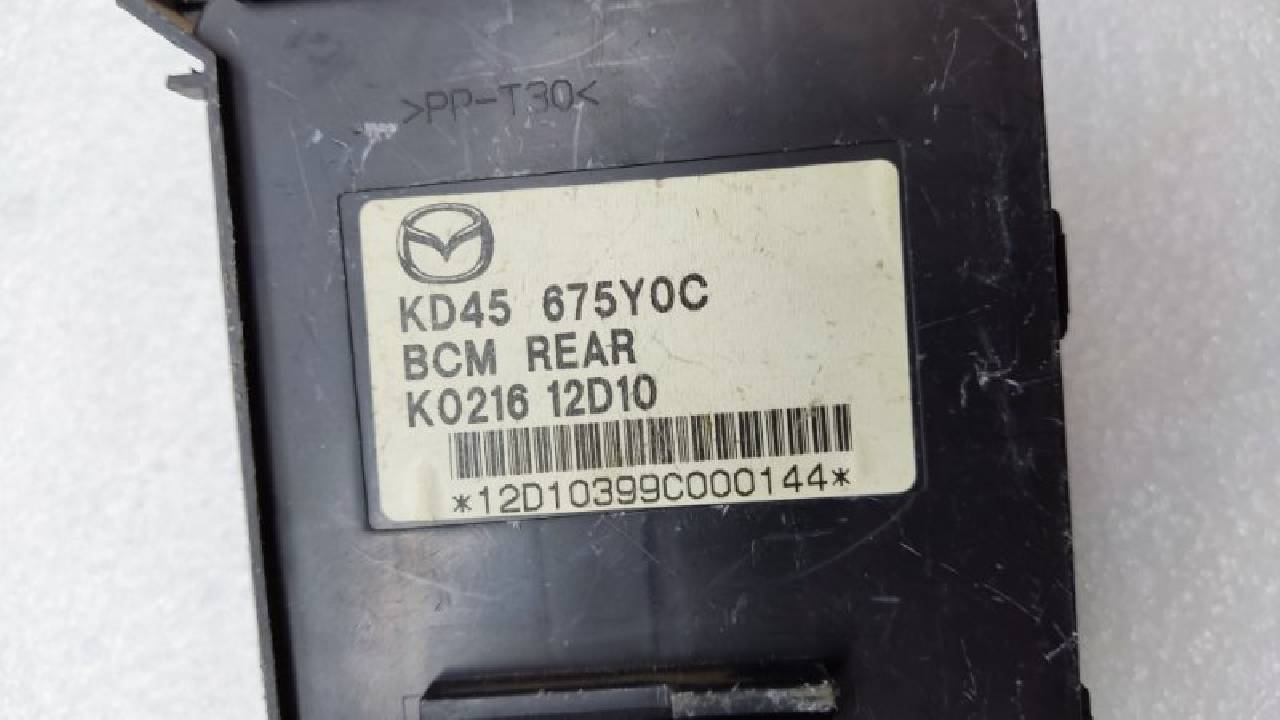 >PP-T30<
KD45 675Y0C
BCM REAR
K0216 12D10
*12D10399C000144*